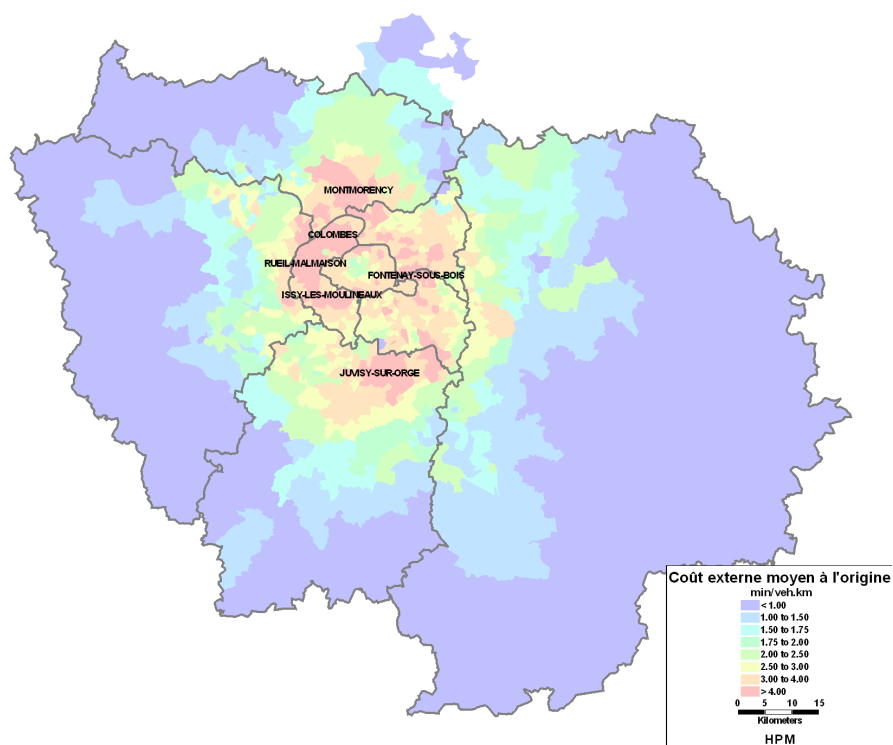 MONTMORENCY
COLOMBES
RUEIL-MALMAISON
FONTENAY-SOUS-BOIS
ISSY-LES-MOULINEAUX
JUVISY-SUR-ORGE
Coût externe moyen à l'origine
min/veh.km
< 1.00
1.00 to 1.50
1.50 to 1.75
1.75 to 2.00
2.00 to 2.50
2.50 to 3.00
3.00 to 4.00
> 4.00
0 5 10 15
Kilometers
HPM